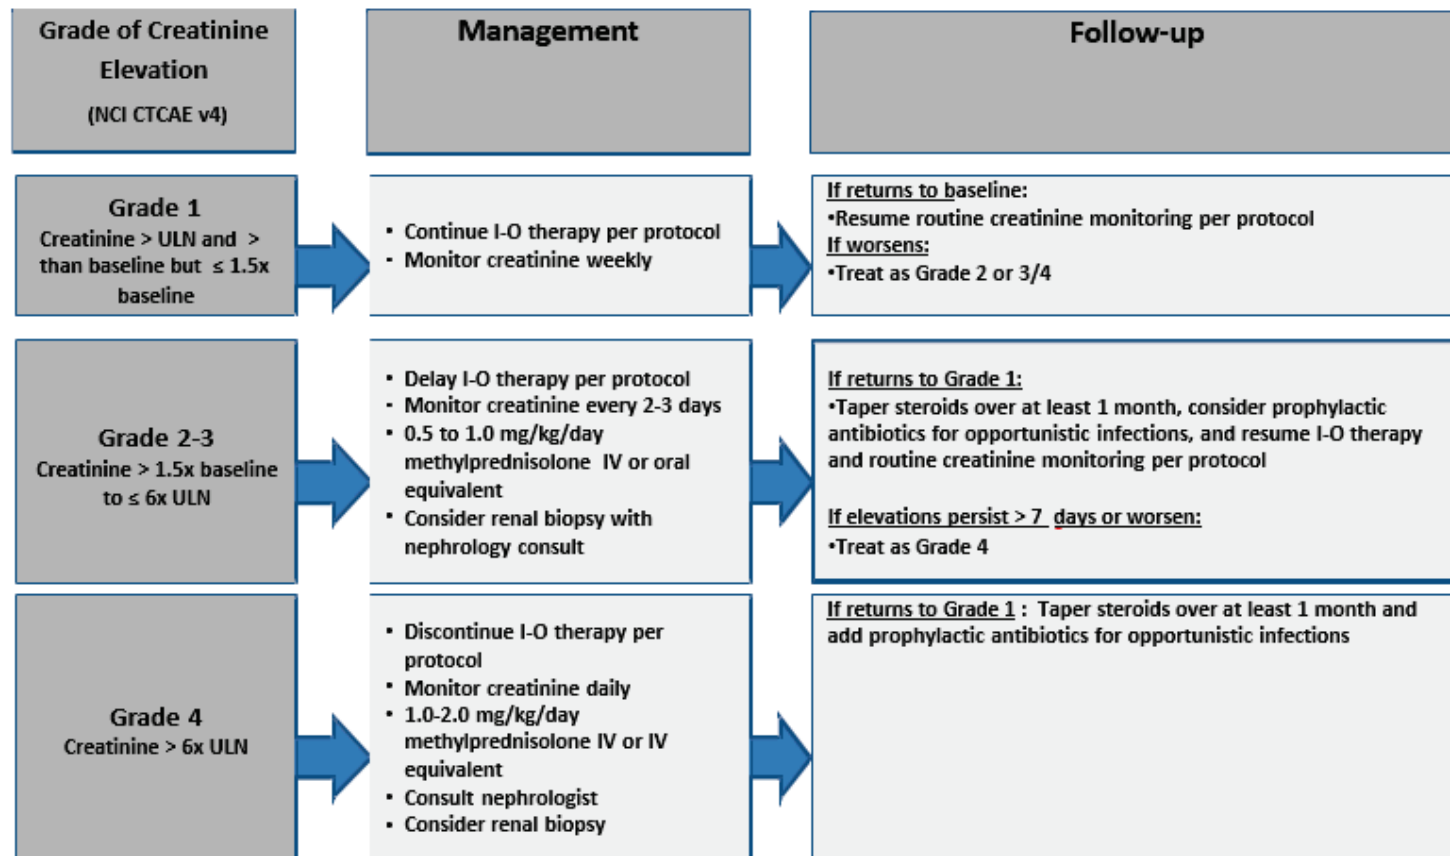 Grade of Creatinine
Elevation
(NCI CTCAE v4)
Management
Follow-up
Grade 1
Creatinine > ULN and >
than baseline but ≤ 1.5x
baseline
• Continue I-O therapy per protocol
• Monitor creatinine weekly
If returns to baseline:
•Resume routine creatinine monitoring per protocol
If worsens:
•Treat as Grade 2 or 3/4
Grade 2-3
Creatinine > 1.5x baseline
to ≤ 6x ULN
• Delay I-O therapy per protocol
• Monitor creatinine every 2-3 days
• 0.5 to 1.0 mg/kg/day
methylprednisolone IV or oral
equivalent
• Consider renal biopsy with
nephrology consult
If returns to Grade 1:
•Taper steroids over at least 1 month, consider prophylactic
antibiotics for opportunistic infections, and resume I-O therapy
and routine creatinine monitoring per protocol
If elevations persist > 7 days or worsen:
•Treat as Grade 4
Grade 4
Creatinine > 6x ULN
• Discontinue I-O therapy per
protocol
• Monitor creatinine daily
• 1.0-2.0 mg/kg/day
methylprednisolone IV or IV
equivalent
• Consult nephrologist
• Consider renal biopsy
If returns to Grade 1 : Taper steroids over at least 1 month and
add prophylactic antibiotics for opportunistic infections